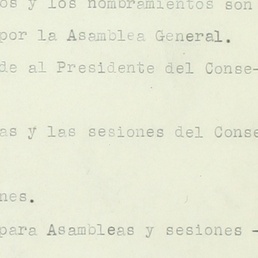 os y los nombramientos son
por la Asamblea General.
de al Presidente del Conse-
as y las sesiones del Conse
nes.
para Asambleas y sesiones -